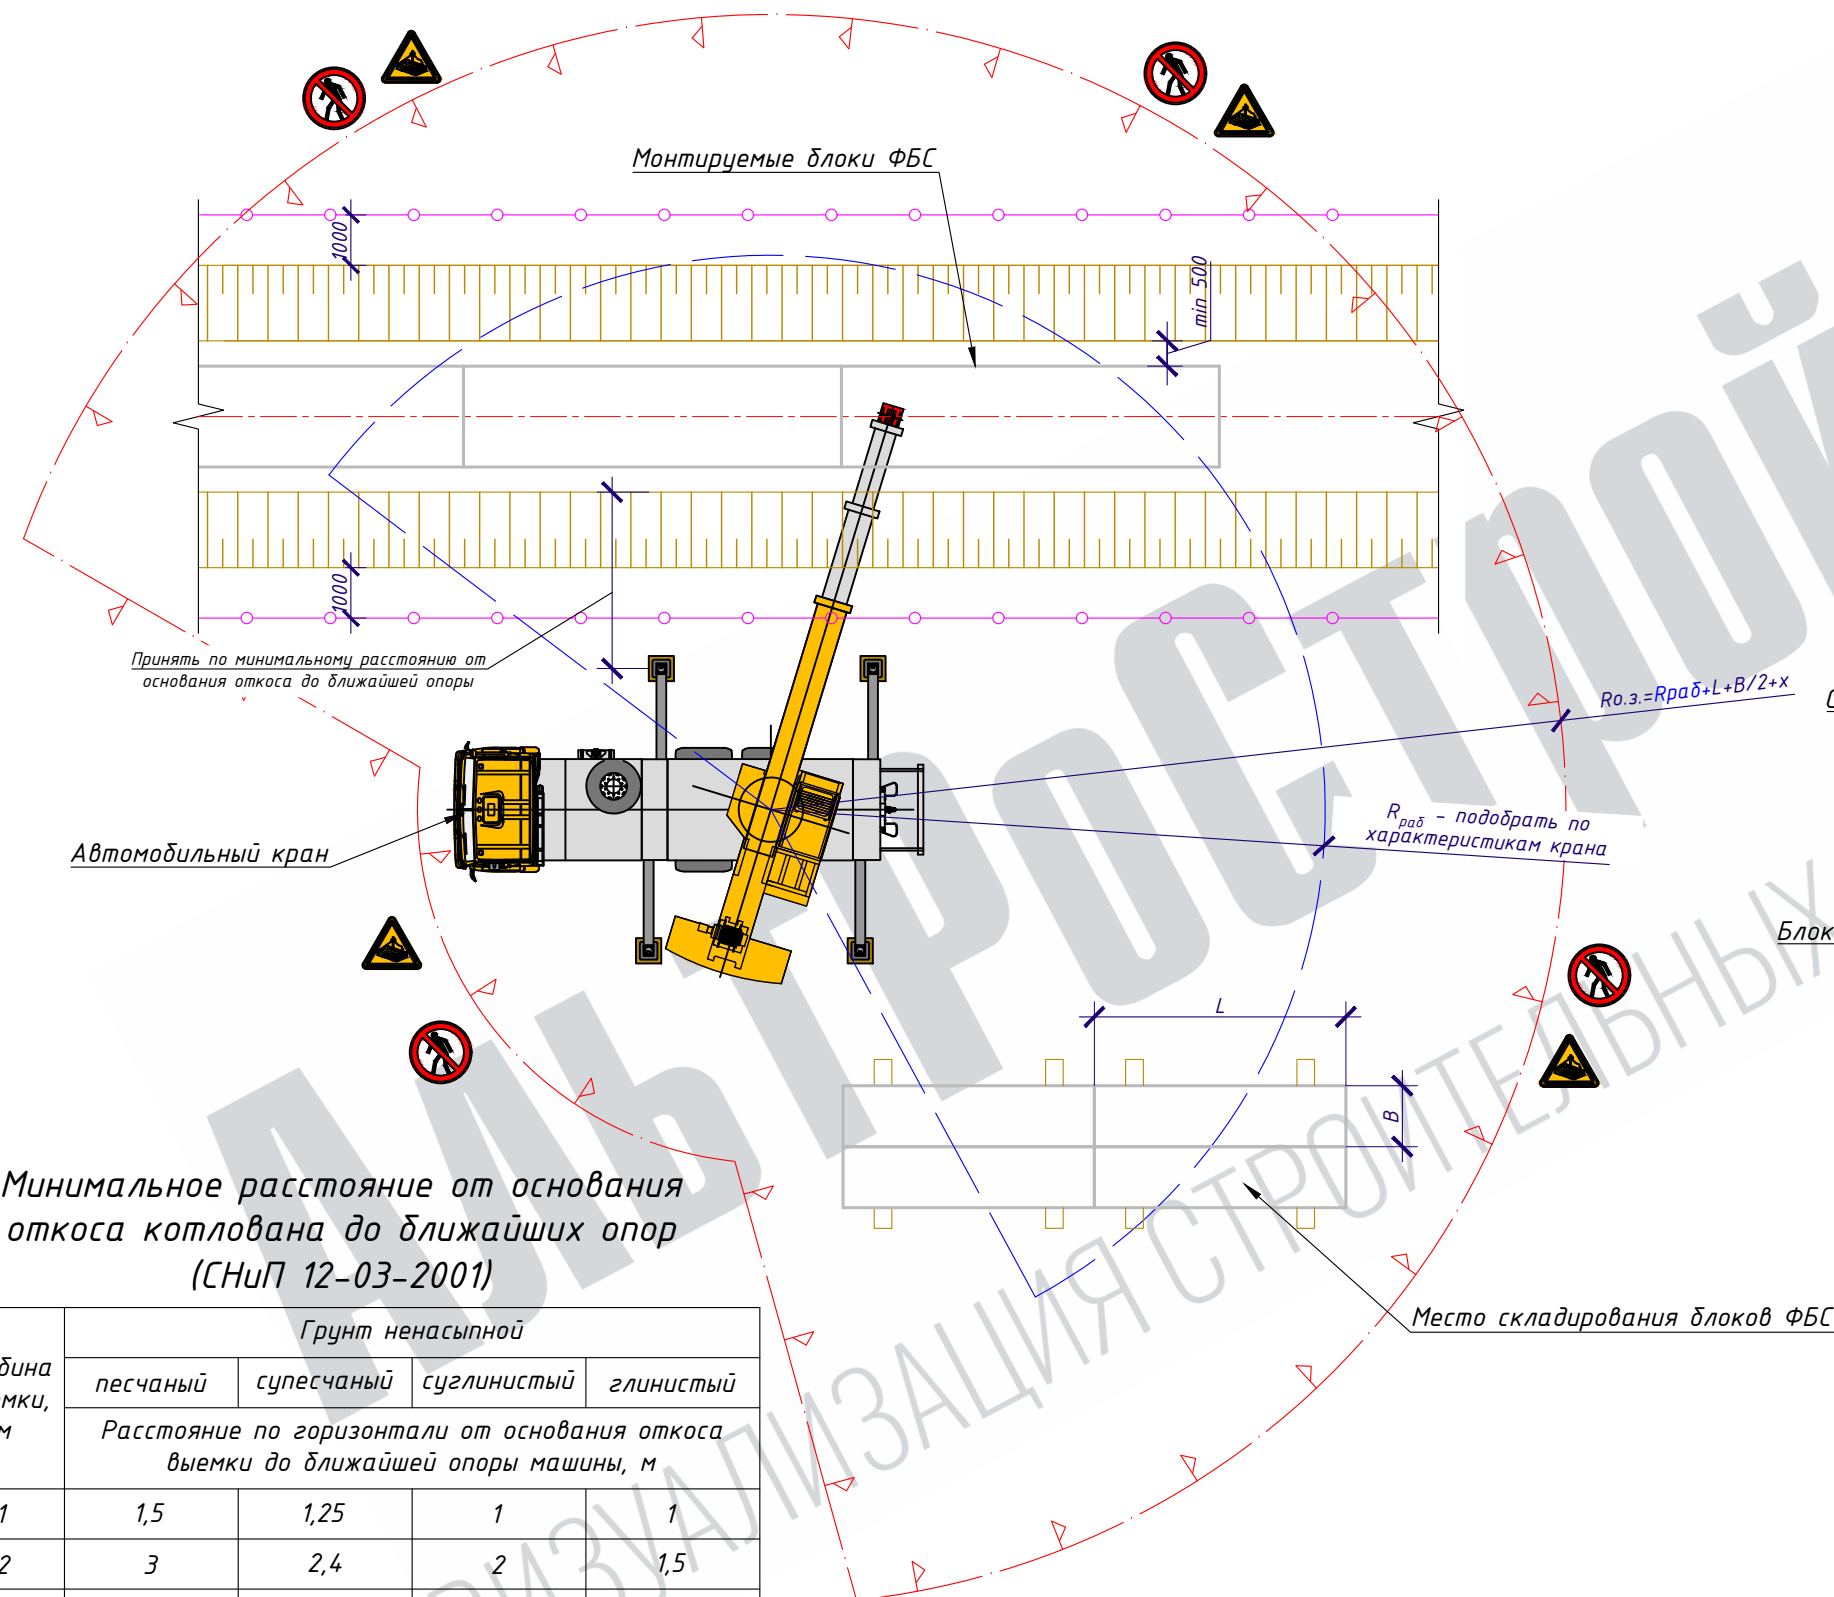 Монтируемые блоки ФБС
1000
min 500
1000
Принять по минимальному расстоянию от
основания откоса до ближайшей опоры
Rо.з.=Rраб+L+B/2+x
Rраб – подобрать по
характеристикам крана
Автомобильный кран
Блок
L
B
Место складирования блоков ФБС
Минимальное расстояние от основания
откоса котлована до ближайших опор
(СНиП 12-03-2001)
Грунт ненасыпной
бина
мки,
м
песчаный супесчаный суглинистый глинистый
Расстояние по горизонтали от основания откоса
выемки до ближайшей опоры машины, м
1 1,5 1,25 1 1
2 3 2,4 2 1,5
АЛЬТРОСТРОЙ
ВИЗУАЛИЗАЦИЯ СТРОИТЕЛЬНЫХ